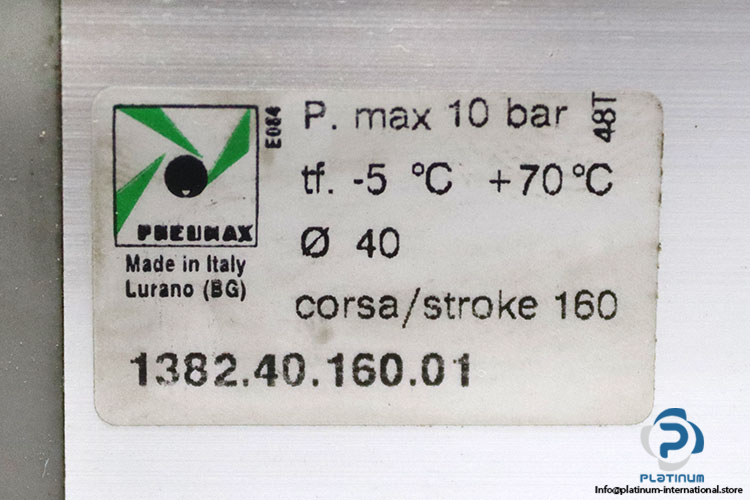 P. max 10 bar
48T
E084
tf. -5 °C +70°C
PNEUMAX
Ø 40
Made in Italy
Lurano (BG)
corsa/stroke 160
1382.40.160.01
PLATINUM
Info@platinum-international.store